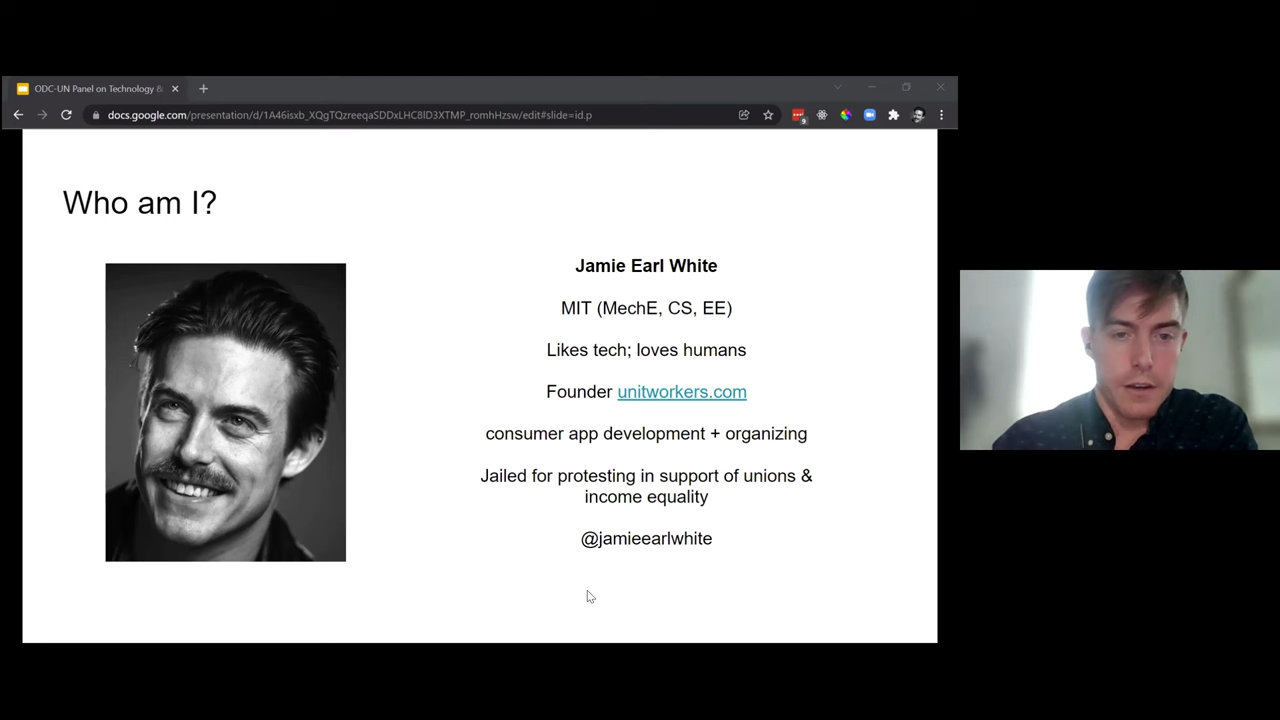 ODC-UN Panel on Technology &
docs.google.com/presentation/d/1A46isxb_XQgTQzreeqaSDDxLHC8lD3XTMP_romhHzsw/edit#slide=id.p
9
Who am I?
Jamie Earl White
MIT (MechE, CS, EE)
Likes tech; loves humans
Founder unitworkers.com
consumer app development + organizing
Jailed for protesting in support of unions &
income equality
@jamieearlwhite